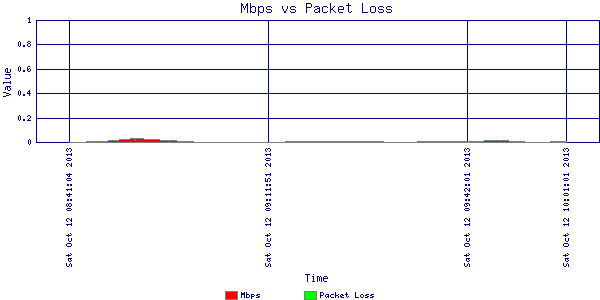 Mbps vs Packet Loss
1
0.8
0.6
0.4
0.2
0
Value
Sat Oct 12 08:41:04 2013
Sat Oct 12 09:11:51 2013
Sat Oct 12 09:42:01 2013
Sat Oct 12 10:01:01 2013
Time
Mbps
Packet Loss